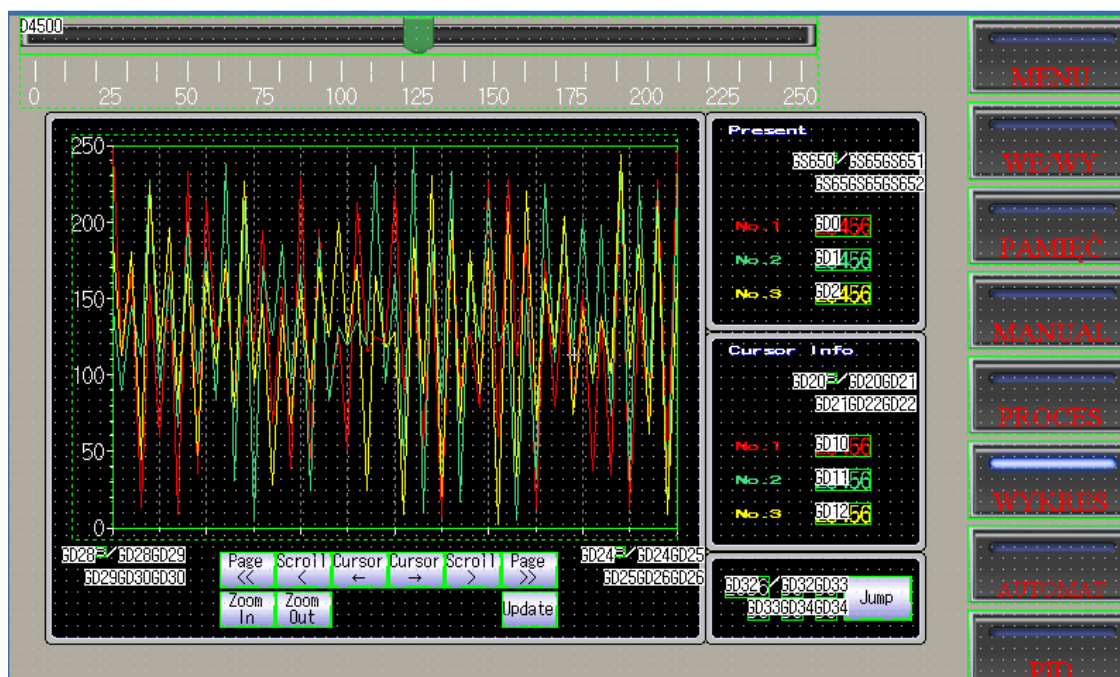 D4500
0 25 50 75 100 125 150 175 200 225 250
MENU
WE/WY
PAMIĘĆ
MANUAL
PROCES
WYKRES
AUTOMAT
PID
250
200
150
100
50
0
GD28 / GD28GD29
GD29GD30GD30
GD24 / GD24GD25
GD25GD26GD26
Page <<
Scroll <
Cursor ←
Cursor →
Scroll >
Page >>
Zoom In
Zoom Out
Update
Present
GS650 / GS65GS651
GS65GS65GS652
No.1 GD0456
No.2 GD1456
No.3 GD2456
Cursor Info
GD20 / GD20GD21
GD21GD22GD22
No.1 GD1056
No.2 GD1156
No.3 GD1256
GD326/GD32GD33
GD33GD34GD34
Jump